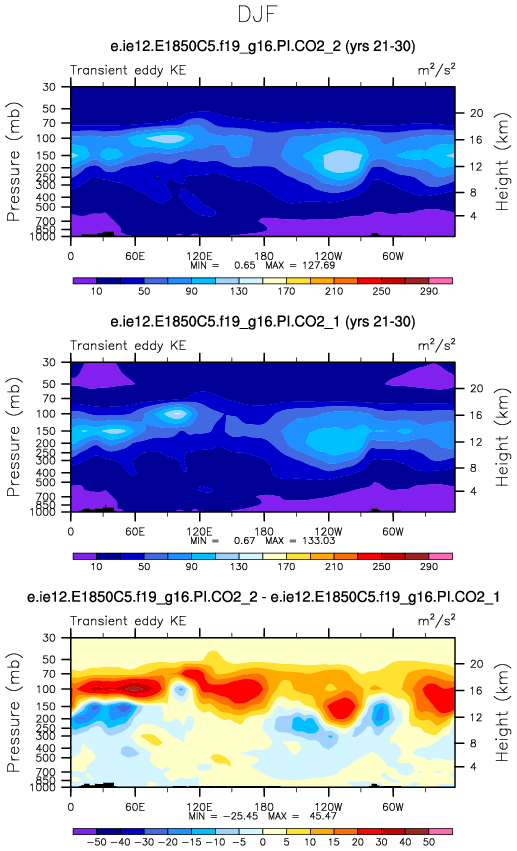 DJF
e.ie12.E1850C5.f19_g16.PI.CO2_2 (yrs 21-30)
Transient eddy KE m²/s²
Pressure (mb)
30
50
70
100
150
200
250
300
400
500
700
850
1000
Height (km)
20
16
12
8
4
0 60E 120E 180 120W 60W
MIN = 0.65 MAX = 127.69
10 50 90 130 170 210 250 290
e.ie12.E1850C5.f19_g16.PI.CO2_1 (yrs 21-30)
Transient eddy KE m²/s²
Pressure (mb)
30
50
70
100
150
200
250
300
400
500
700
850
1000
Height (km)
20
16
12
8
4
0 60E 120E 180 120W 60W
MIN = 0.67 MAX = 133.03
10 50 90 130 170 210 250 290
e.ie12.E1850C5.f19_g16.PI.CO2_2 - e.ie12.E1850C5.f19_g16.PI.CO2_1
Transient eddy KE m²/s²
Pressure (mb)
30
50
70
100
150
200
250
300
400
500
700
850
1000
Height (km)
20
16
12
8
4
0 60E 120E 180 120W 60W
MIN = -25.45 MAX = 45.47
-50 -40 -30 -20 -15 -10 -5 0 5 10 15 20 30 40 50